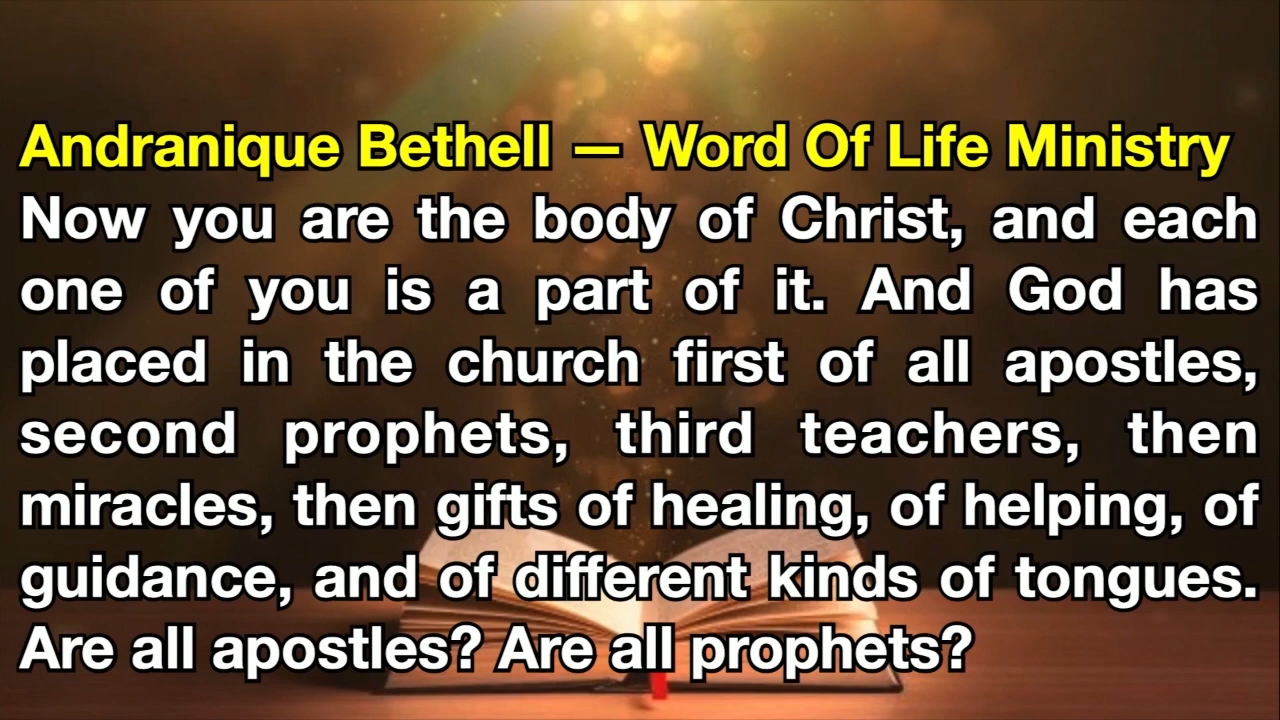 Andranique Bethell — Word Of Life Ministry
Now you are the body of Christ, and each
one of you is a part of it. And God has
placed in the church first of all apostles,
second prophets, third teachers, then
miracles, then gifts of healing, of helping, of
guidance, and of different kinds of tongues.
Are all apostles? Are all prophets?